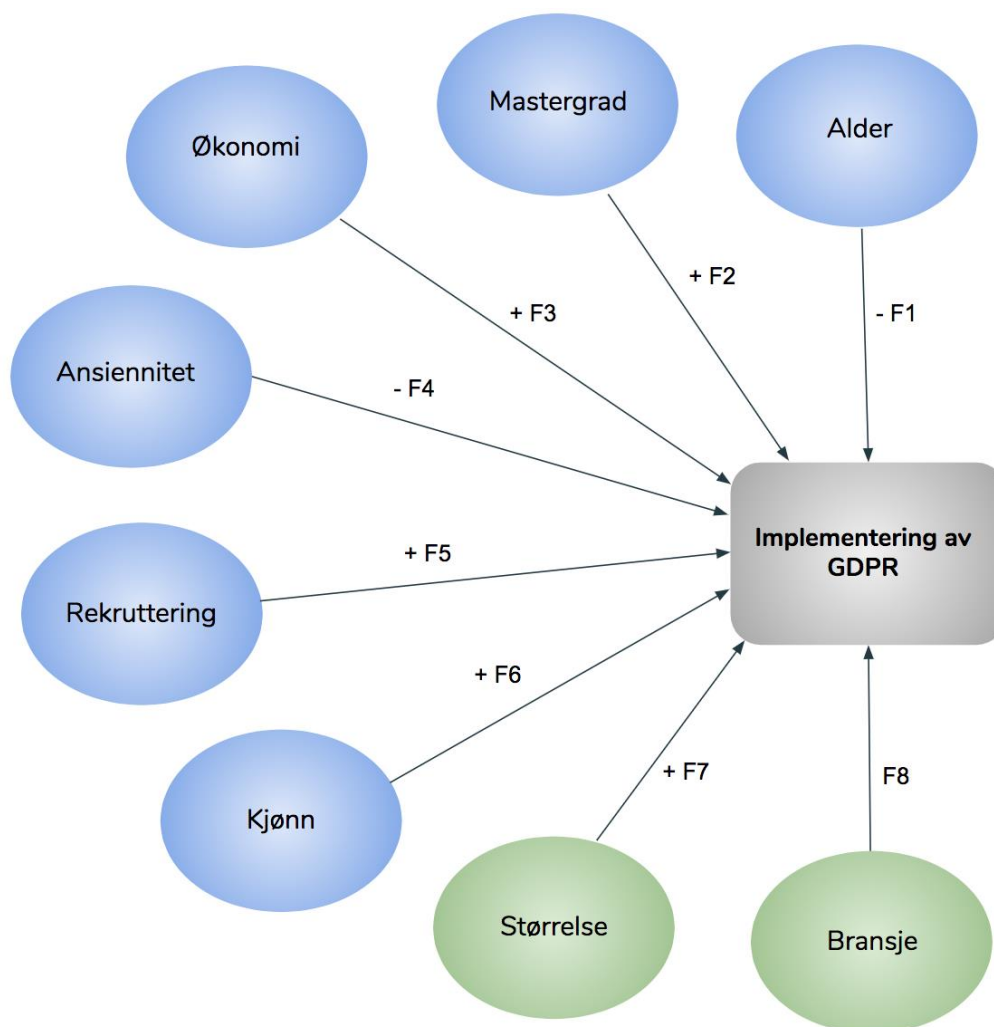 Mastergrad
Alder
Økonomi
+ F2
+ F3
- F1
Ansiennitet
- F4
Implementering av
GDPR
+ F5
Rekruttering
+ F6
+ F7
F8
Kjønn
Størrelse
Bransje